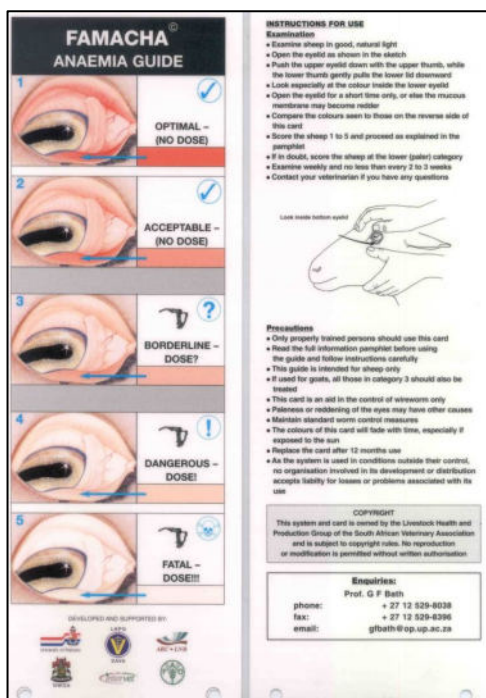 FAMACHA©
ANAEMIA GUIDE
1
OPTIMAL –
(NO DOSE)
2
ACCEPTABLE –
(NO DOSE)
3
?
BORDERLINE –
DOSE?
4
!
DANGEROUS –
DOSE!
5
FATAL –
DOSE!!!
DEVELOPED AND SUPPORTED BY:
INSTRUCTIONS FOR USE
Examination
• Examine sheep in good, natural light
• Open the eyelid as shown in the sketch
• Push the upper eyelid down with the upper thumb, while
the lower thumb gently pulls the lower lid downward
• Look especially at the colour inside the lower eyelid
• Open the eyelid for a short time only, or else the mucous
membrane may become redder
• Compare the colours seen to those on the reverse side of
this card
• Score the sheep 1 to 5 and proceed as explained in the
pamphlet
• If in doubt, score the sheep at the lower (paler) category
• Examine weekly and no less than every 2 to 3 weeks
• Contact your veterinarian if you have any questions
Look inside bottom eyelid
Precautions
• Only properly trained persons should use this card
• Read the full information pamphlet before using
the guide and follow instructions carefully
• This guide is intended for sheep only
• If used for goats, all those in category 3 should also be
treated
• This card is an aid in the control of wireworm only
• Paleness or reddening of the eyes may have other causes
• Maintain standard worm control measures
• The colours of this card will fade with time, especially if
exposed to the sun
• Replace the card after 12 months use
• As the system is used in conditions outside their control,
no organisation involved in its development or distribution
accepts liability for losses or problems associated with its
use
COPYRIGHT
This system and card is owned by the Livestock Health and
Production Group of the South African Veterinary Association
and is subject to copyright rules. No reproduction
or modification is permitted without written authorisation
Enquiries:
Prof. G F Bath
phone: + 27 12 529-8038
fax: + 27 12 529-8396
email: gfbath@op.up.ac.za